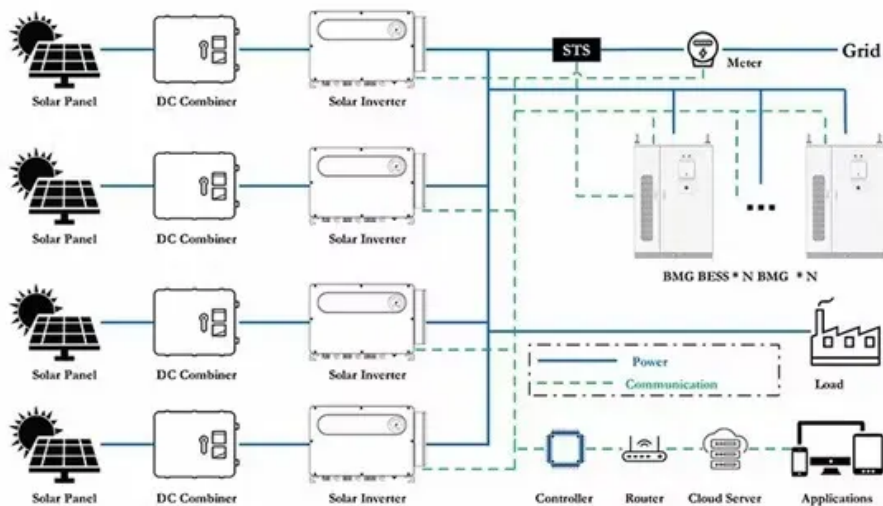 STS
Meter
Grid
Solar Panel
DC Combiner
Solar Inverter
Solar Panel
DC Combiner
Solar Inverter
BMG BESS * N BMG * N
Solar Panel
DC Combiner
Solar Inverter
Power
Communication
Load
Solar Panel
DC Combiner
Solar Inverter
Controller
Router
Cloud Server
Applications